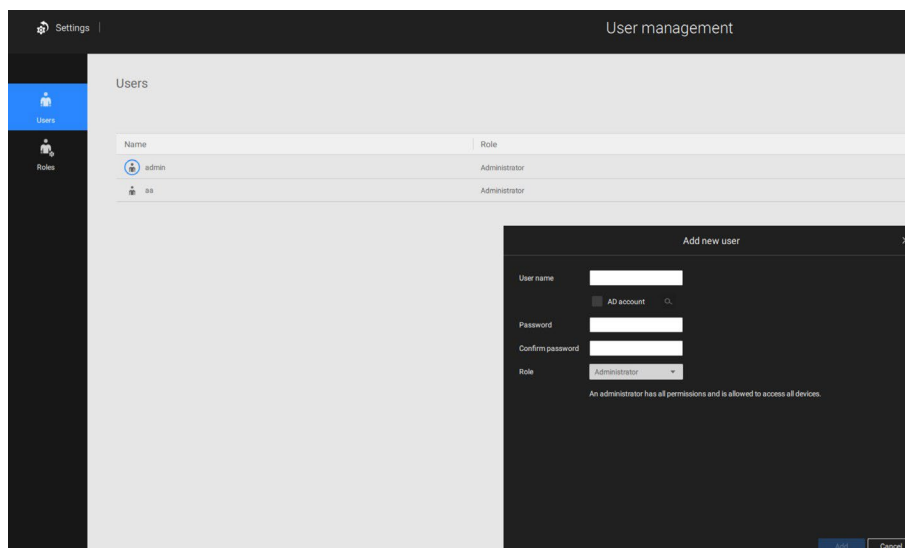 Settings
User management
Users
Roles
Users
Name Role
admin Administrator
aa Administrator
Add new user
User name
AD account
Password
Confirm password
Role Administrator
An administrator has all permissions and is allowed to access all devices.
Add Cancel